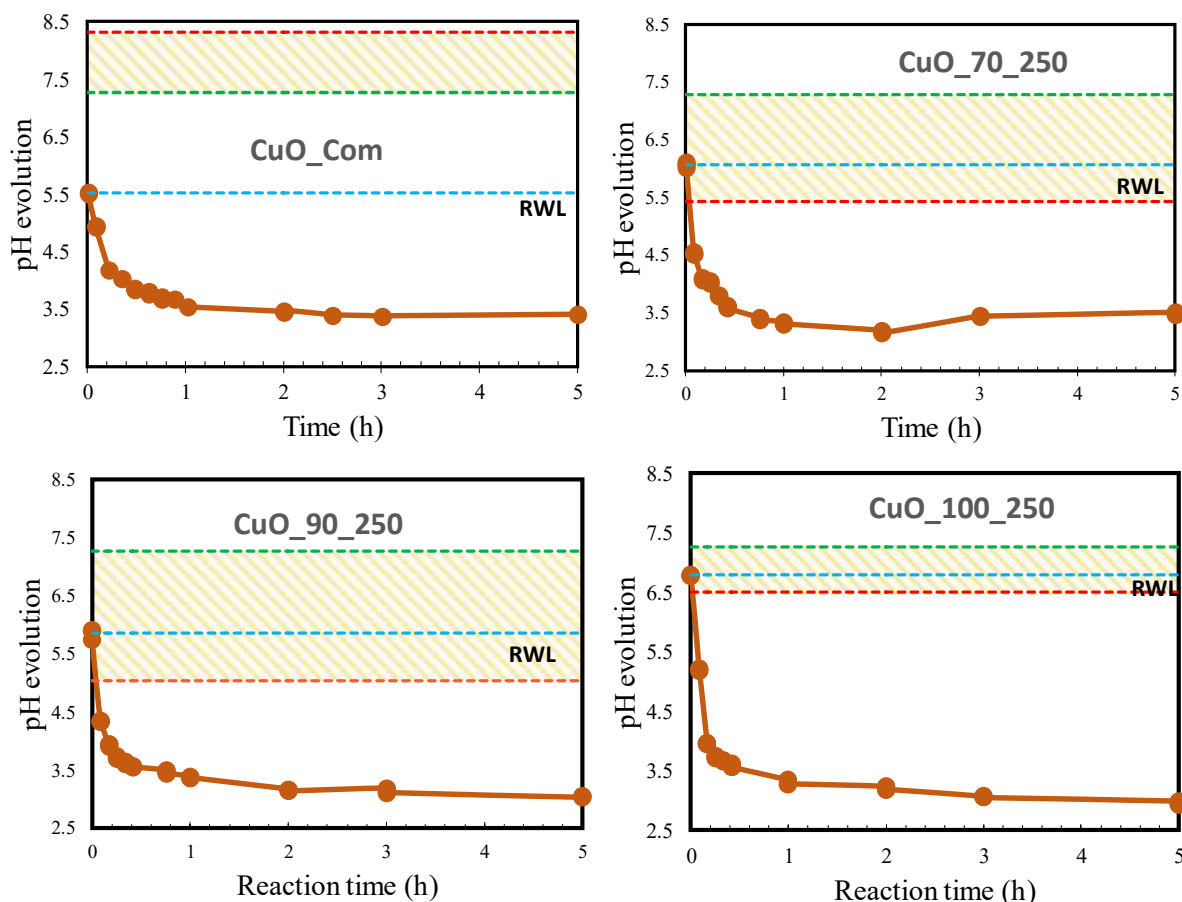 8.5
7.5
6.5
5.5
4.5
3.5
2.5
pH evolution
CuO_Com
RWL
0 1 2 3 4 5
Time (h)
8.5
7.5
6.5
5.5
4.5
3.5
2.5
pH evolution
CuO_70_250
RWL
0 1 2 3 4 5
Time (h)
8.5
7.5
6.5
5.5
4.5
3.5
2.5
pH evolution
CuO_90_250
RWL
0 1 2 3 4 5
Reaction time (h)
8.5
7.5
6.5
5.5
4.5
3.5
2.5
pH evolution
CuO_100_250
RWL
0 1 2 3 4 5
Reaction time (h)